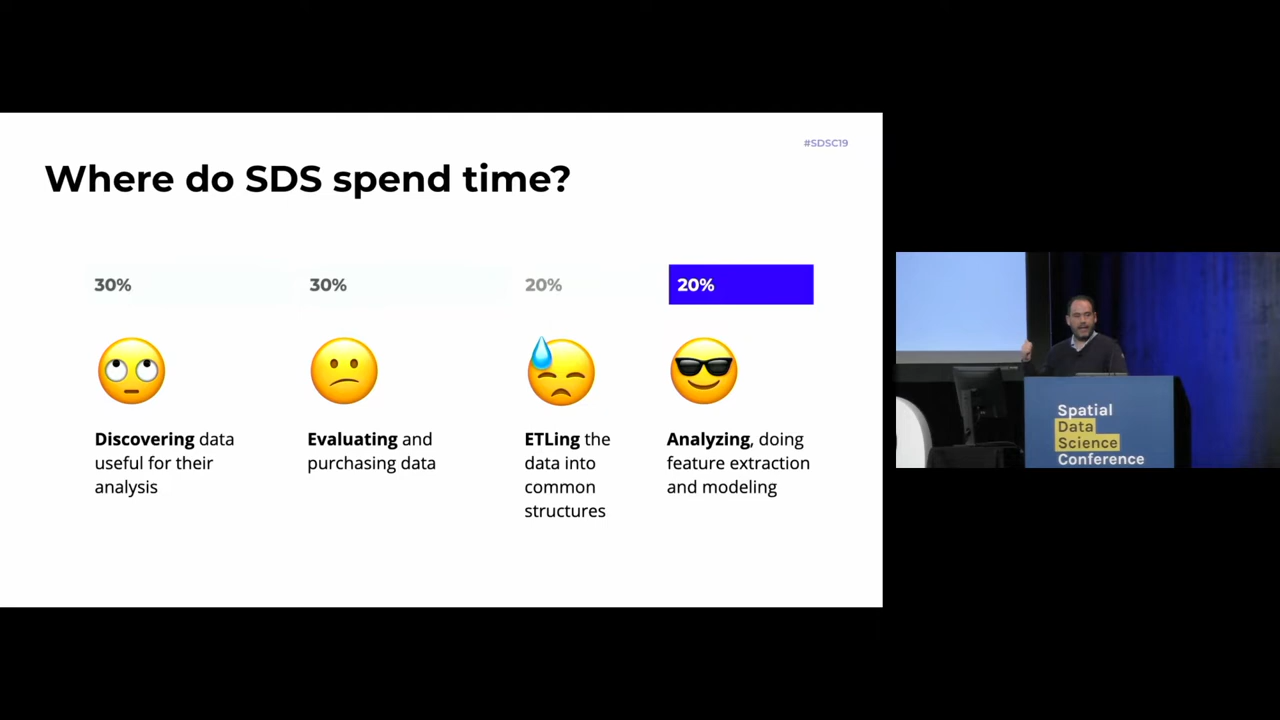 #SDSC19
Where do SDS spend time?
30%
30%
20%
20%
Discovering data
useful for their
analysis
Evaluating and
purchasing data
ETLing the
data into
common
structures
Analyzing, doing
feature extraction
and modeling
Spatial
Data
Science
Conference